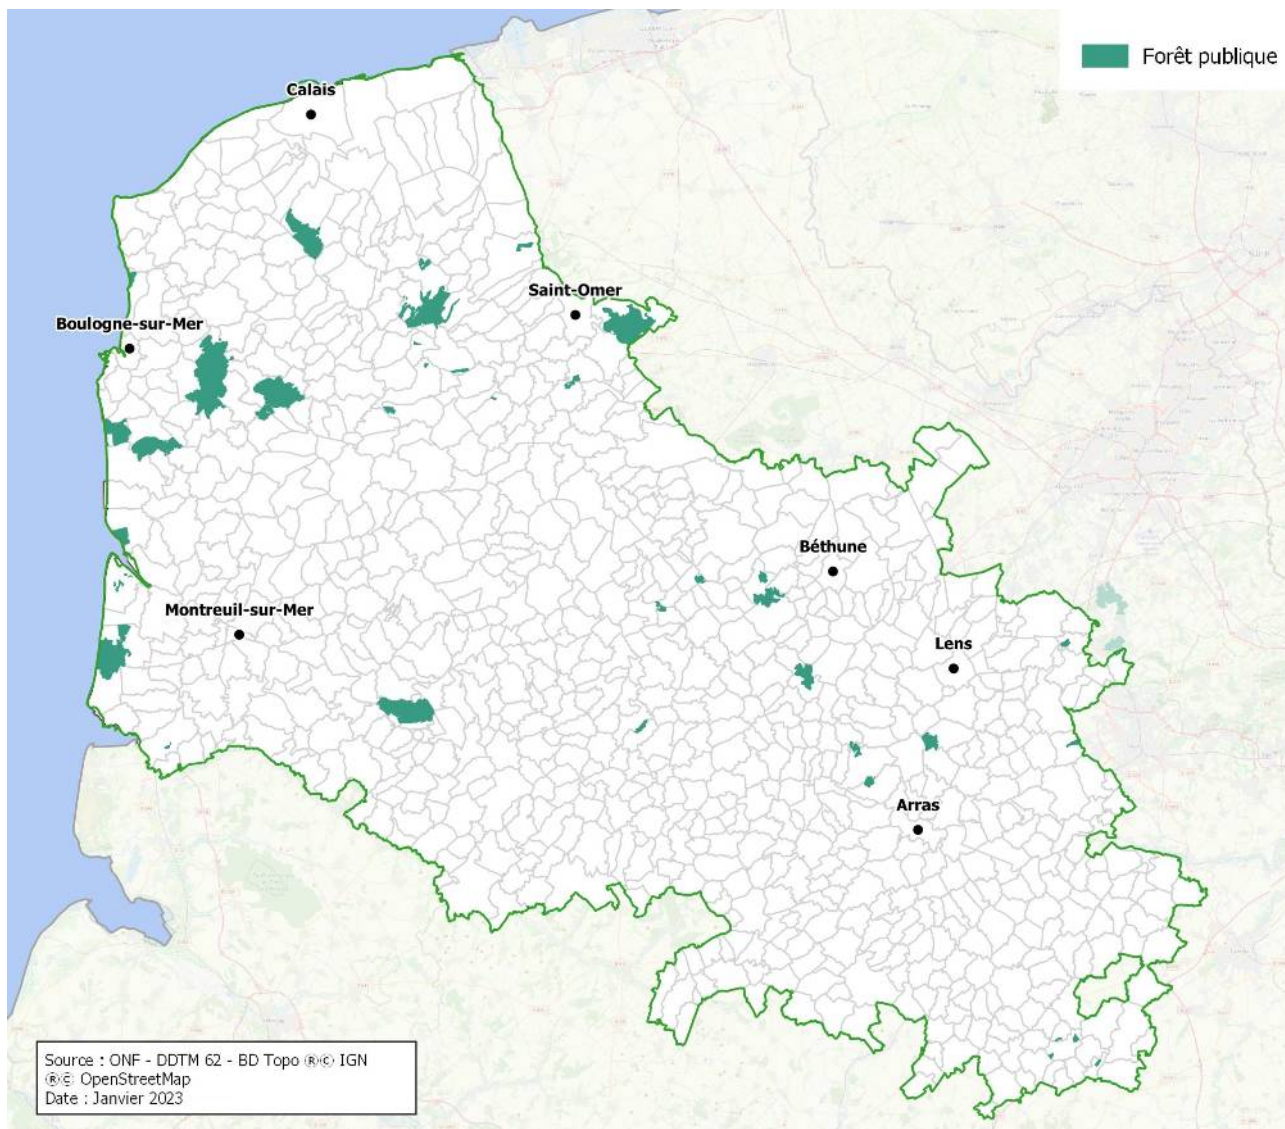 Forêt publique
Calais
Saint-Omer
Boulogne-sur-Mer
Béthune
Montreuil-sur-Mer
Lens
Arras
Source : ONF - DDTM 62 - BD Topo ®© IGN
®© OpenStreetMap
Date : Janvier 2023